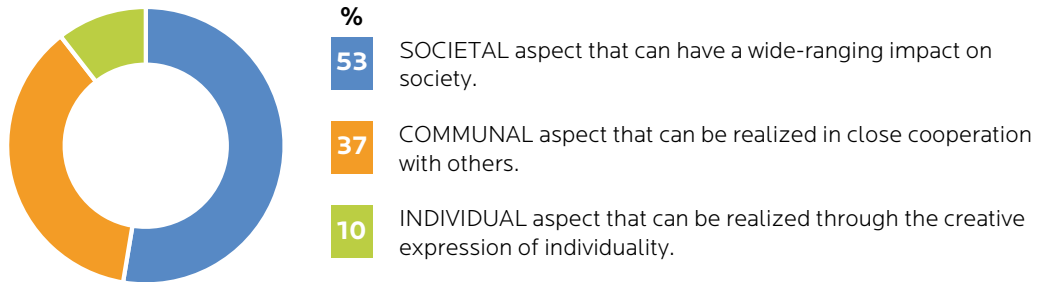 %
53
SOCIETAL aspect that can have a wide-ranging impact on
society.
37
COMMUNAL aspect that can be realized in close cooperation
with others.
10
INDIVIDUAL aspect that can be realized through the creative
expression of individuality.